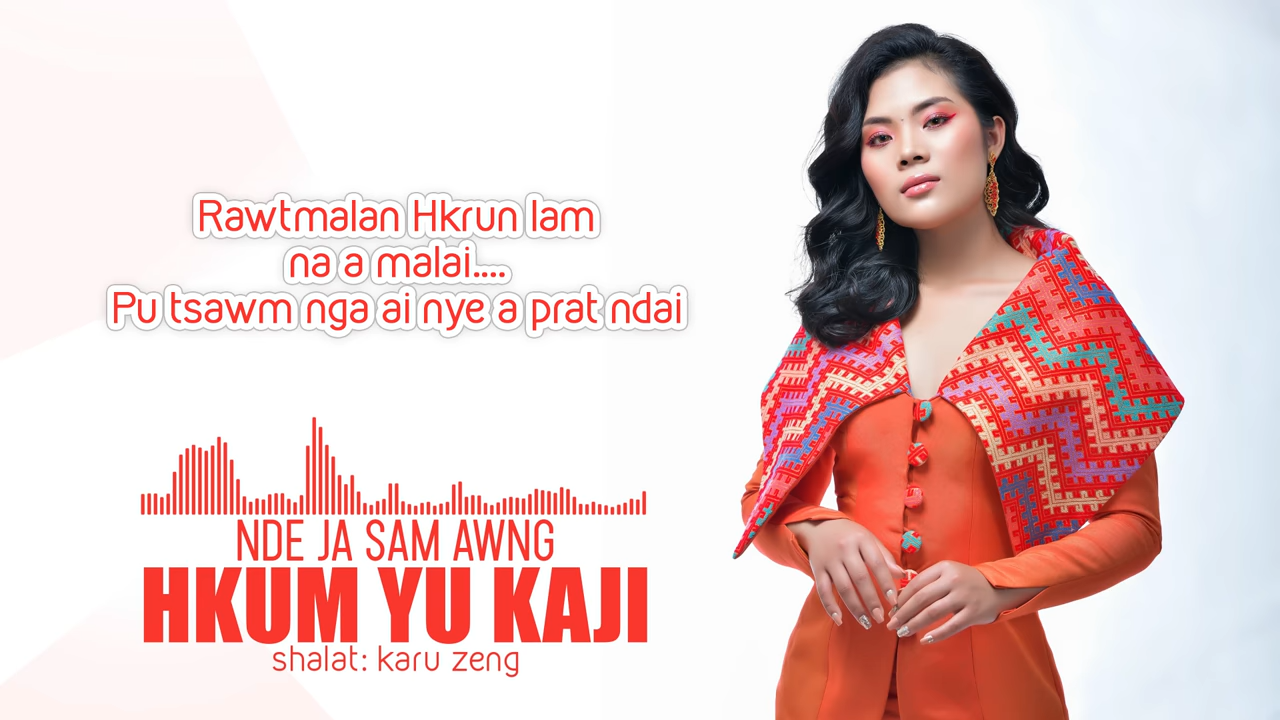 Rawtmalan Hkrun lam
na a malai....
Pu tsawm nga ai nye a prat ndai
NDE JA SAM AWNG
HKUM YU KAJI
shalat: karu zeng